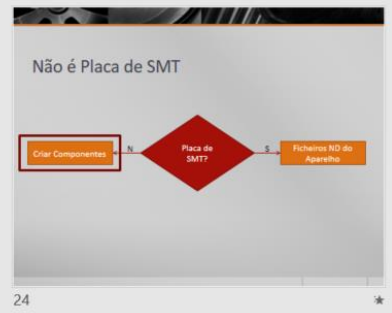 Não é Placa de SMT
Criar Componentes
N
Placa de
SMT?
S
Ficheiros ND do
Aparelho
24